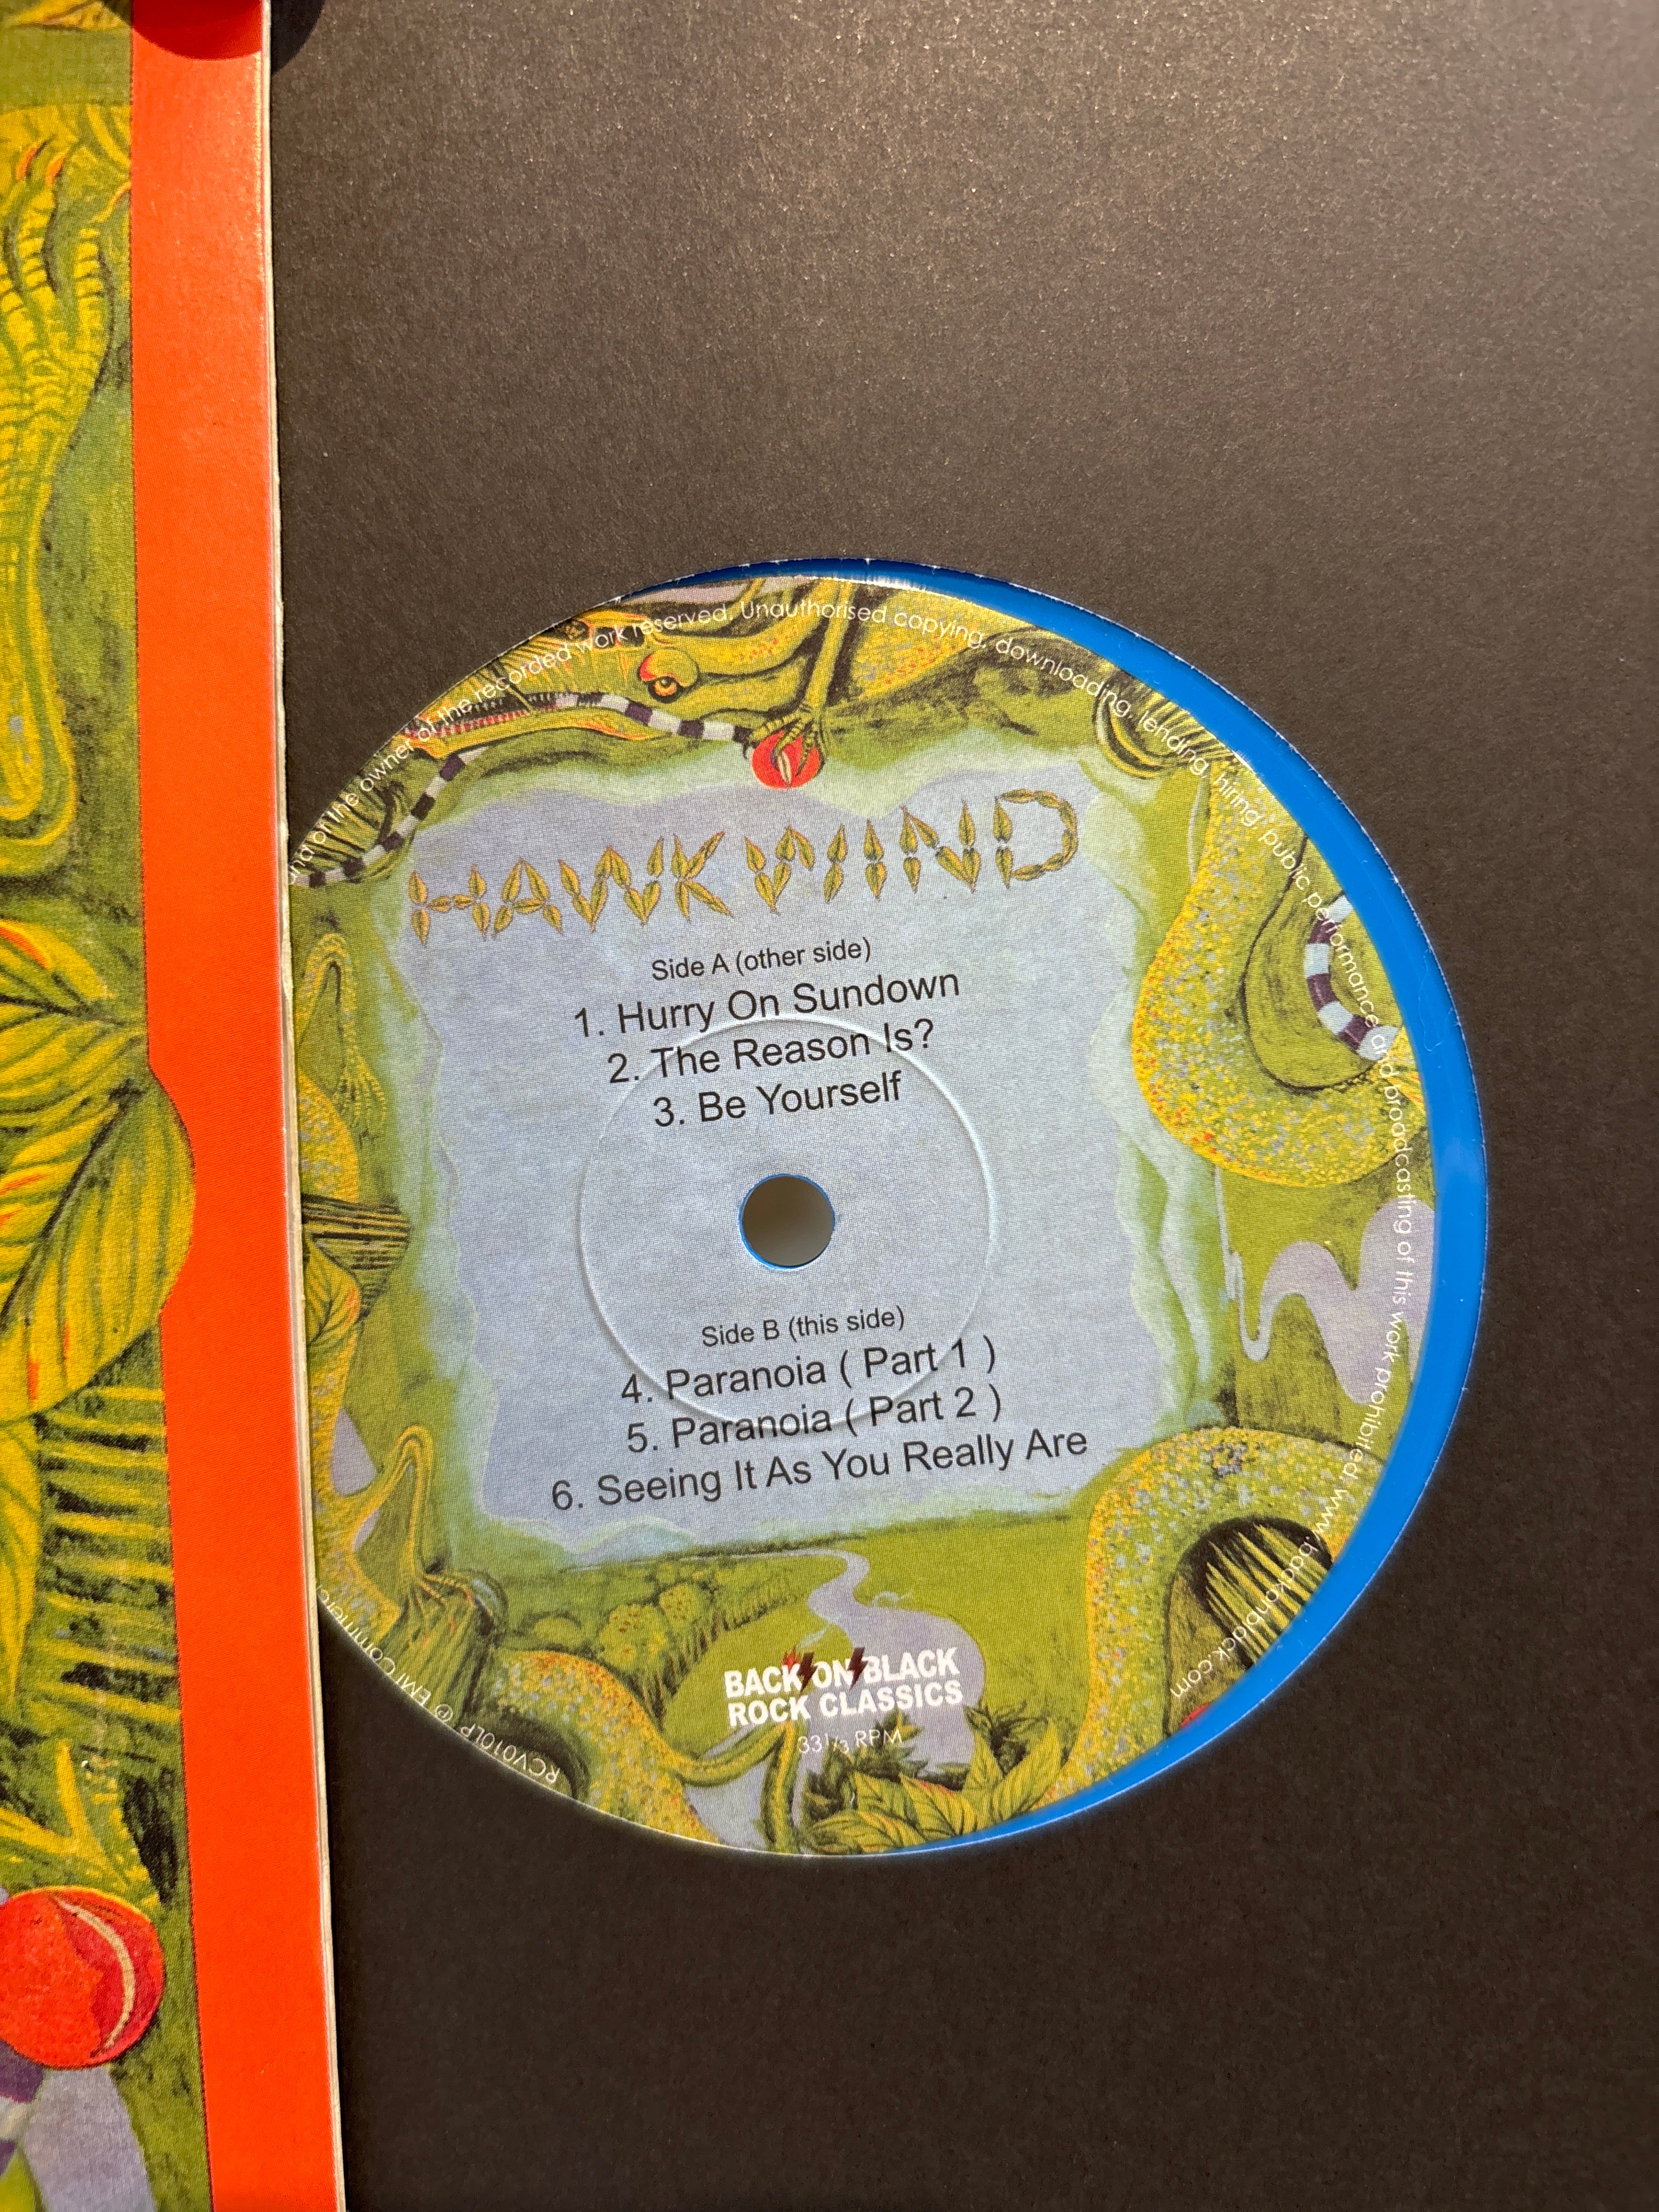 HAWKWIND
Side A (other side)
1. Hurry On Sundown
2. The Reason Is?
3. Be Yourself
Side B (this side)
4. Paranoia ( Part 1 )
5. Paranoia ( Part 2 )
6. Seeing It As You Really Are
BACK ON BLACK
ROCK CLASSICS
33 1/3 RPM
RCV010LP © EMI
and of the owner of the recorded work reserved. Unauthorised copying, downloading, lending, hiring, public performance and broadcasting of this work prohibited. www.backonblack.com